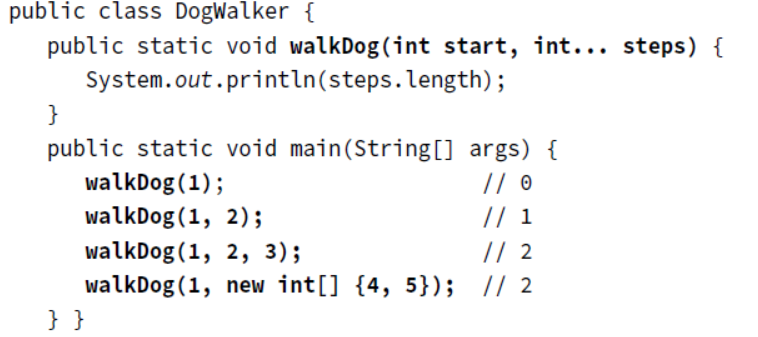 public class DogWalker {
public static void walkDog(int start, int... steps) {
System.out.println(steps.length);
}
public static void main(String[] args) {
walkDog(1); // 0
walkDog(1, 2); // 1
walkDog(1, 2, 3); // 2
walkDog(1, new int[] {4, 5}); // 2
} }